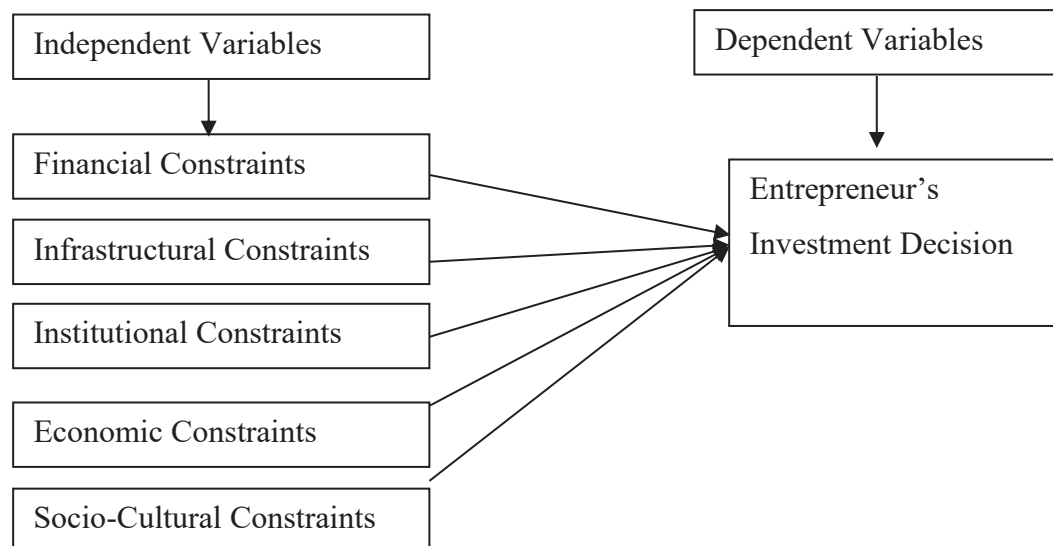 Independent Variables
Dependent Variables
Financial Constraints
Entrepreneur’s
Investment Decision
Infrastructural Constraints
Institutional Constraints
Economic Constraints
Socio-Cultural Constraints